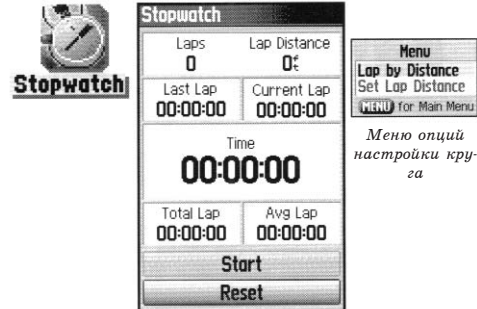 Stopwatch
Stopwatch
Laps Lap Distance
0 0ft
Last Lap Current Lap
00:00:00 00:00:00
Time
00:00:00
Total Lap Avg Lap
00:00:00 00:00:00
Start
Reset
Menu
Lap by Distance
Set Lap Distance
MENU for Main Menu
Меню опций
настройки кру-
га